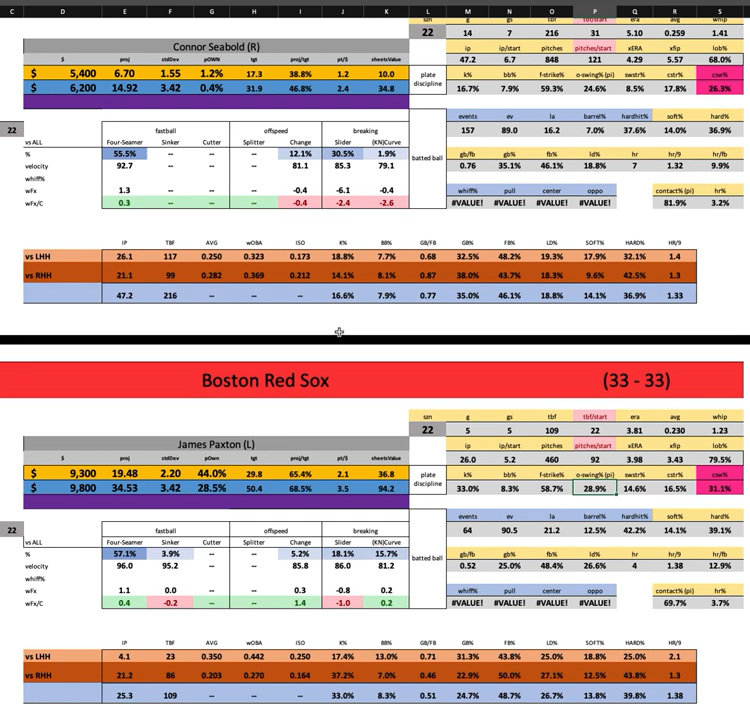 C D E F G H I J K L M N O P Q R S
szn g gs tbf tbf/start era avg whip
22 14 7 216 31 5.10 0.259 1.41
Connor Seabold (R)
ip ip/start pitches pitches/start xERA xfip lob%
47.2 6.7 848 121 4.29 5.57 68.0%
$ proj stdDev pOWN tgt proj/tgt pt/$ sheetsValue
$ 5,400 6.70 1.55 1.2% 17.3 38.8% 1.2 10.0
$ 6,200 14.92 3.42 0.4% 31.9 46.8% 2.4 34.8
plate discipline
k% bb% f-strike% o-swing% (pi) swstr% cstr% csw%
16.7% 7.9% 59.3% 24.6% 8.5% 17.8% 26.3%
events ev la barrel% hardhit% soft% hard%
157 89.0 16.2 7.0% 37.6% 14.0% 36.9%
22
fastball offspeed breaking
vs ALL Four-Seamer Sinker Cutter Splitter Change Slider (KN)Curve
% 55.5% -- -- -- 12.1% 30.5% 1.9%
velocity 92.7 -- -- -- 81.1 85.3 79.1
whiff%
wFx 1.3 -- -- -- -0.4 -6.1 -0.4
wFx/C 0.3 -- -- -- -0.4 -2.4 -2.6
batted ball
gb/fb gb% fb% ld% hr hr/9 hr/fb
0.76 35.1% 46.1% 18.8% 7 1.32 9.9%
whiff% pull center oppo contact% (pi) hr%
#VALUE! #VALUE! #VALUE! #VALUE! 81.9% 3.2%
IP TBF AVG wOBA ISO K% BB% GB/FB GB% FB% LD% SOFT% HARD% HR/9
vs LHH 26.1 117 0.250 0.323 0.173 18.8% 7.7% 0.68 32.5% 48.2% 19.3% 17.9% 32.1% 1.4
vs RHH 21.1 99 0.282 0.369 0.212 14.1% 8.1% 0.87 38.0% 43.7% 18.3% 9.6% 42.5% 1.3
47.2 216 -- -- -- 16.6% 7.9% 0.77 35.0% 46.1% 18.8% 14.1% 36.9% 1.33
Boston Red Sox (33 - 33)
szn g gs tbf tbf/start era avg whip
22 5 5 109 22 3.81 0.230 1.23
James Paxton (L)
ip ip/start pitches pitches/start xERA xfip lob%
26.0 5.2 460 92 3.98 3.43 79.5%
$ proj stdDev pOwn tgt proj/tgt pt/$ sheetsValue
$ 9,300 19.48 2.20 44.0% 29.8 65.4% 2.1 36.8
$ 9,800 34.53 3.42 28.5% 50.4 68.5% 3.5 94.2
plate discipline
k% bb% f-strike% o-swing% (pi) swstr% cstr% csw%
33.0% 8.3% 58.7% 28.9% 14.6% 16.5% 31.1%
events ev la barrel% hardhit% soft% hard%
64 90.5 21.2 12.5% 42.2% 14.1% 39.1%
22
fastball offspeed breaking
vs ALL Four-Seamer Sinker Cutter Splitter Change Slider (KN)Curve
% 57.1% 3.9% -- -- 5.2% 18.1% 15.7%
velocity 96.0 95.2 -- -- 85.8 86.0 81.2
whiff%
wFx 1.1 0.0 -- -- 0.3 -0.8 0.2
wFx/C 0.4 -0.2 -- -- 1.4 -1.0 0.2
batted ball
gb/fb gb% fb% ld% hr hr/9 hr/fb
0.52 25.0% 48.4% 26.6% 4 1.38 12.9%
whiff% pull center oppo contact% (pi) hr%
#VALUE! #VALUE! #VALUE! #VALUE! 69.7% 3.7%
IP TBF AVG wOBA ISO K% BB% GB/FB GB% FB% LD% SOFT% HARD% HR/9
vs LHH 4.1 23 0.350 0.442 0.250 17.4% 13.0% 0.71 31.3% 43.8% 25.0% 18.8% 25.0% 2.1
vs RHH 21.2 86 0.203 0.270 0.164 37.2% 7.0% 0.46 22.9% 50.0% 27.1% 12.5% 43.8% 1.3
25.3 109 -- -- -- 33.0% 8.3% 0.51 24.7% 48.7% 26.7% 13.8% 39.8% 1.38